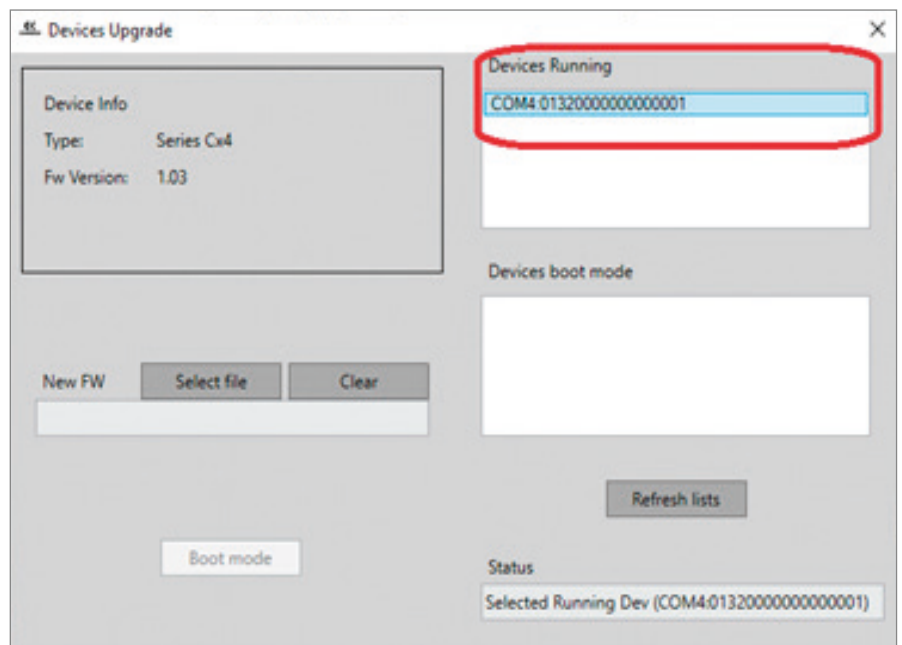 Devices Upgrade
Device Info
Type: Series Cx4
Fw Version: 1.03
New FW Select file Clear
Boot mode
Devices Running
COM4:01320000000000001
Devices boot mode
Refresh lists
Status
Selected Running Dev (COM4:01320000000000001)